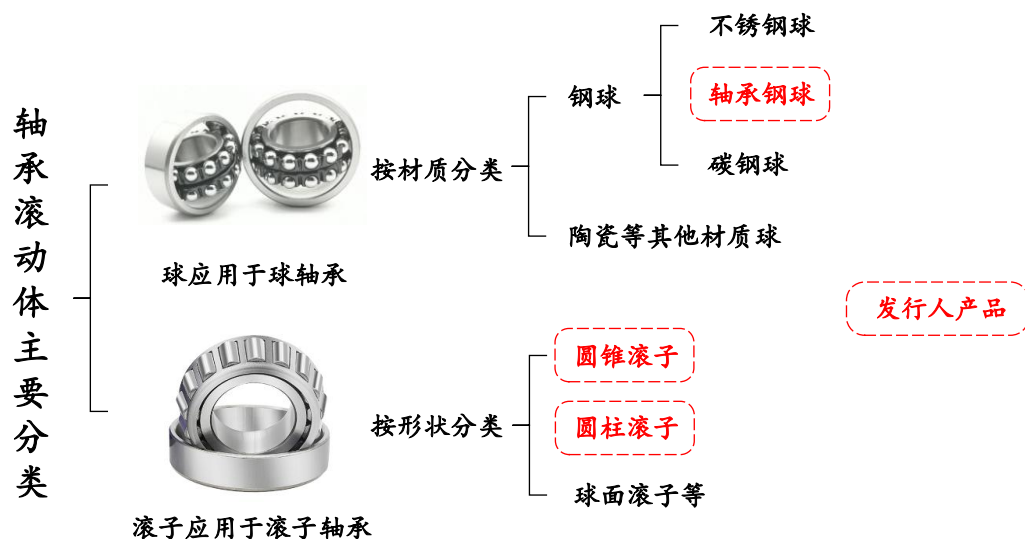 轴承滚动体主要分类
球应用于球轴承
按材质分类
钢球
不锈钢球
轴承钢球
碳钢球
陶瓷等其他材质球
发行人产品
滚子应用于滚子轴承
按形状分类
圆锥滚子
圆柱滚子
球面滚子等